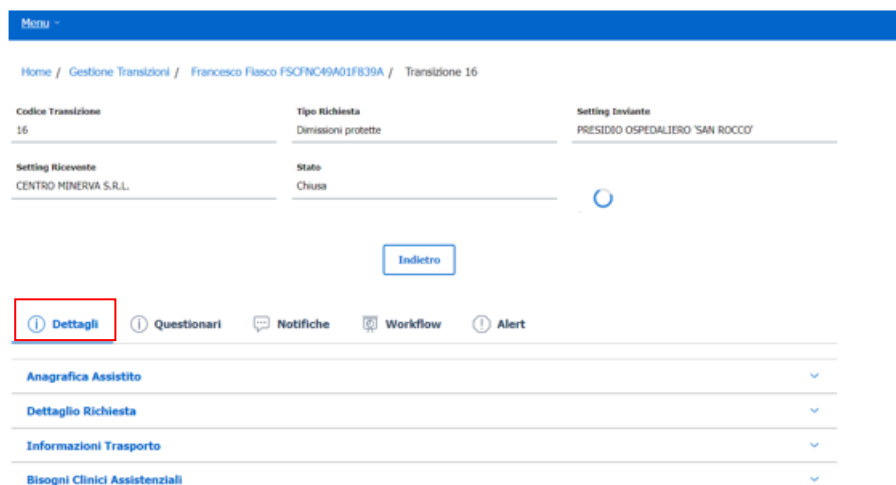 Menu
Home / Gestione Transizioni / Francesco Fiasco FSCFNC49A01F839A / Transizione 16
Codice Transizione
16
Tipo Richiesta
Dimissioni protette
Setting Inviante
PRESIDIO OSPEDALIERO 'SAN ROCCO'
Setting Ricevente
CENTRO MINERVA S.R.L.
Stato
Chiusa
Indietro
Dettagli Questionari Notifiche Workflow Alert
Anagrafica Assistito
Dettaglio Richiesta
Informazioni Trasporto
Bisogni Clinici Assistenziali